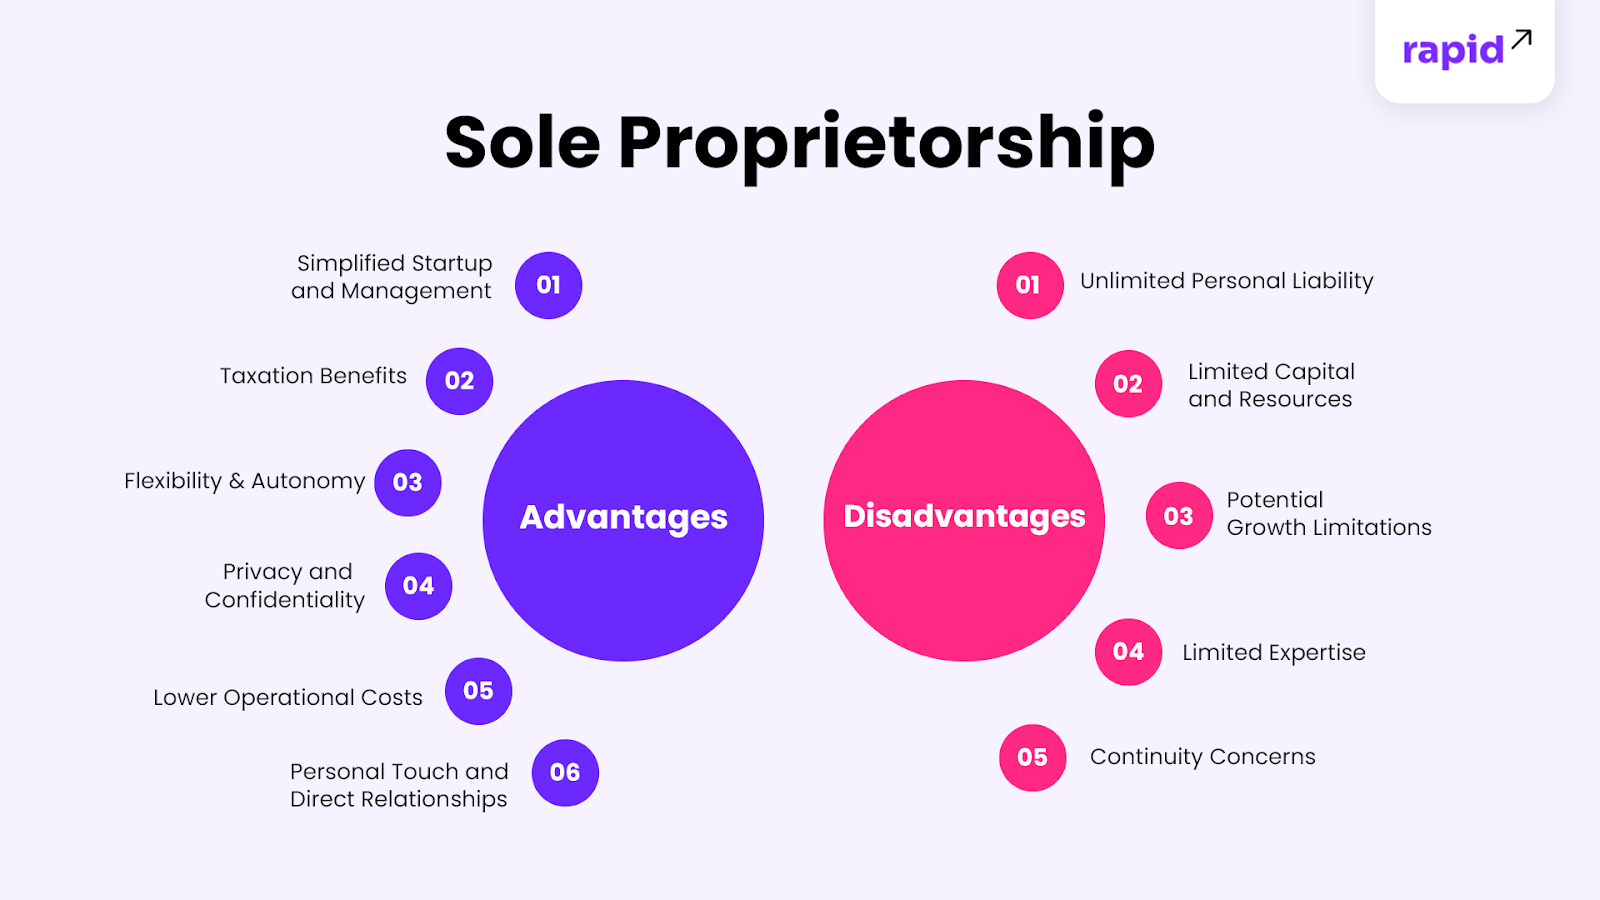 rapid
Sole Proprietorship
Simplified Startup
and Management
01
Taxation Benefits
02
Flexibility & Autonomy
03
Privacy and
Confidentiality
04
Lower Operational Costs
05
Personal Touch and
Direct Relationships
06
Advantages
Disadvantages
01
Unlimited Personal Liability
02
Limited Capital
and Resources
03
Potential
Growth Limitations
04
Limited Expertise
05
Continuity Concerns